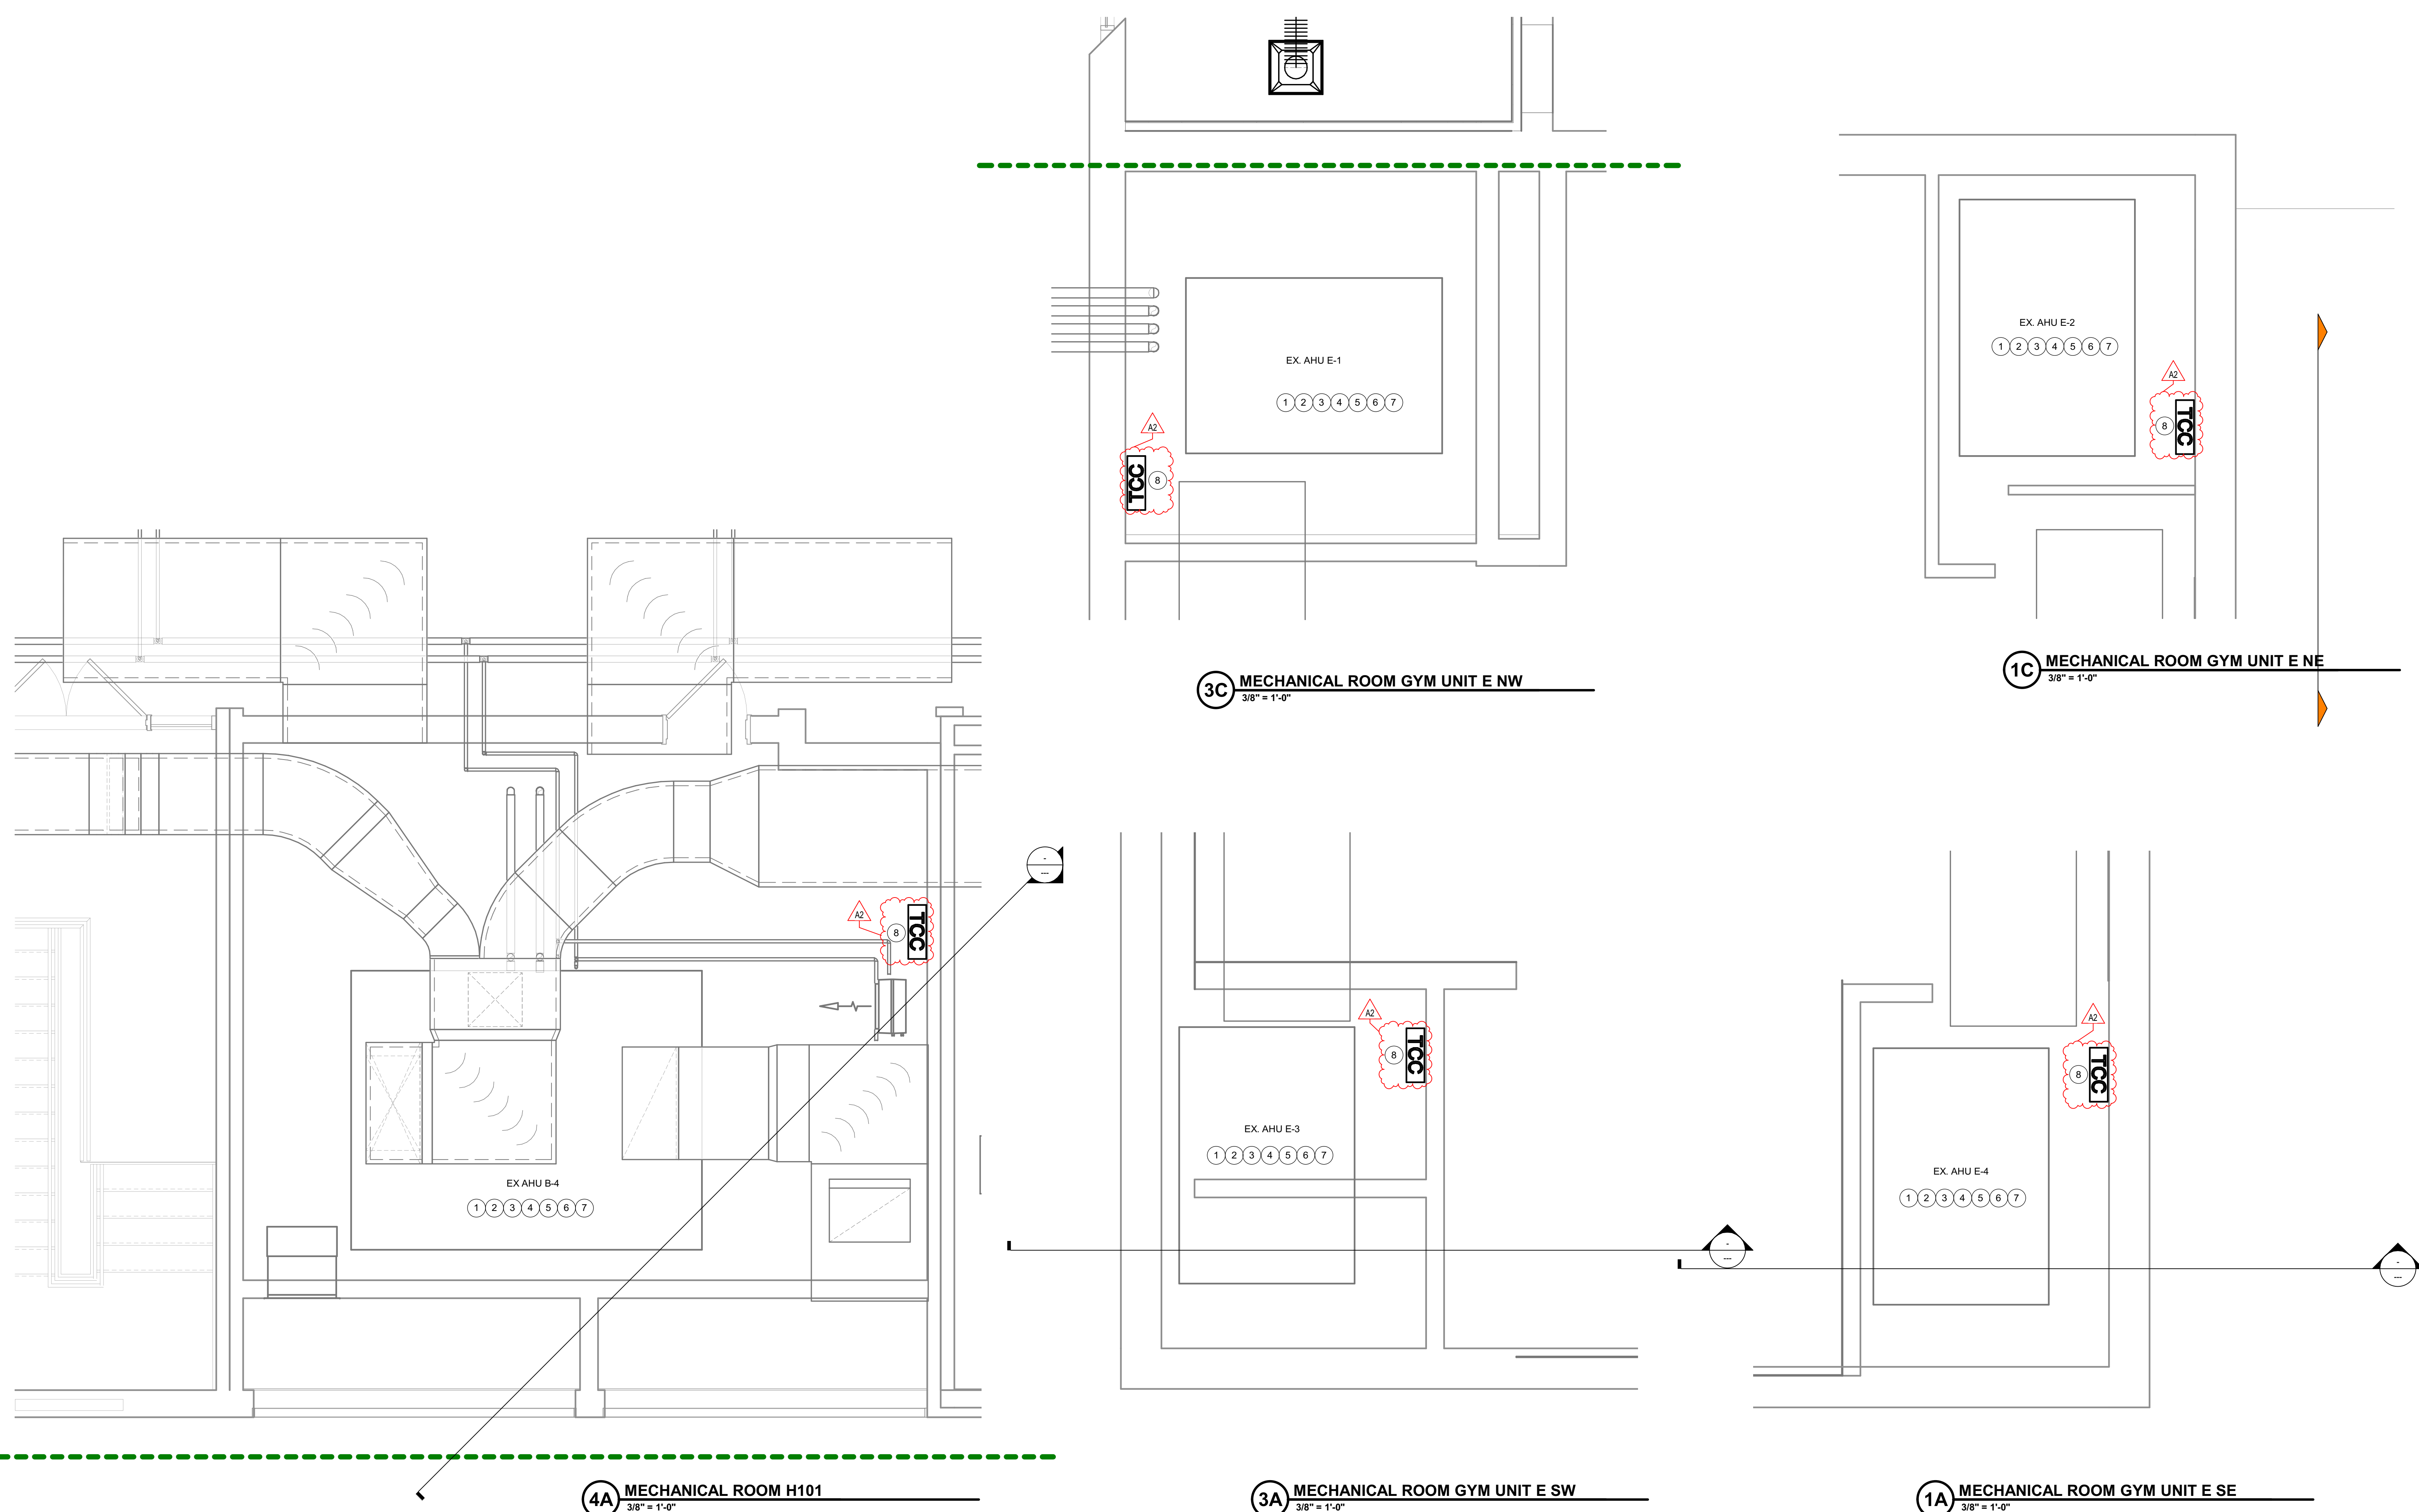 EX. AHU E-1
1 2 3 4 5 6 7
A2
TCC 8
3C MECHANICAL ROOM GYM UNIT E NW
3/8" = 1'-0"
EX. AHU E-2
1 2 3 4 5 6 7
A2
8 TCC
1C MECHANICAL ROOM GYM UNIT E NE
3/8" = 1'-0"
A2
8 TCC
EX AHU B-4
1 2 3 4 5 6 7
-
---
4A MECHANICAL ROOM H101
3/8" = 1'-0"
A2
8 TCC
EX. AHU E-3
1 2 3 4 5 6 7
-
---
3A MECHANICAL ROOM GYM UNIT E SW
3/8" = 1'-0"
A2
8 TCC
EX. AHU E-4
1 2 3 4 5 6 7
-
---
1A MECHANICAL ROOM GYM UNIT E SE
3/8" = 1'-0"